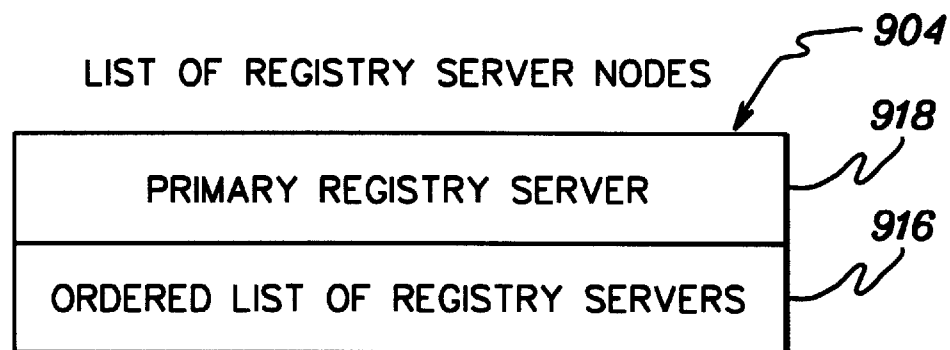 904
LIST OF REGISTRY SERVER NODES
918
PRIMARY REGISTRY SERVER
916
ORDERED LIST OF REGISTRY SERVERS